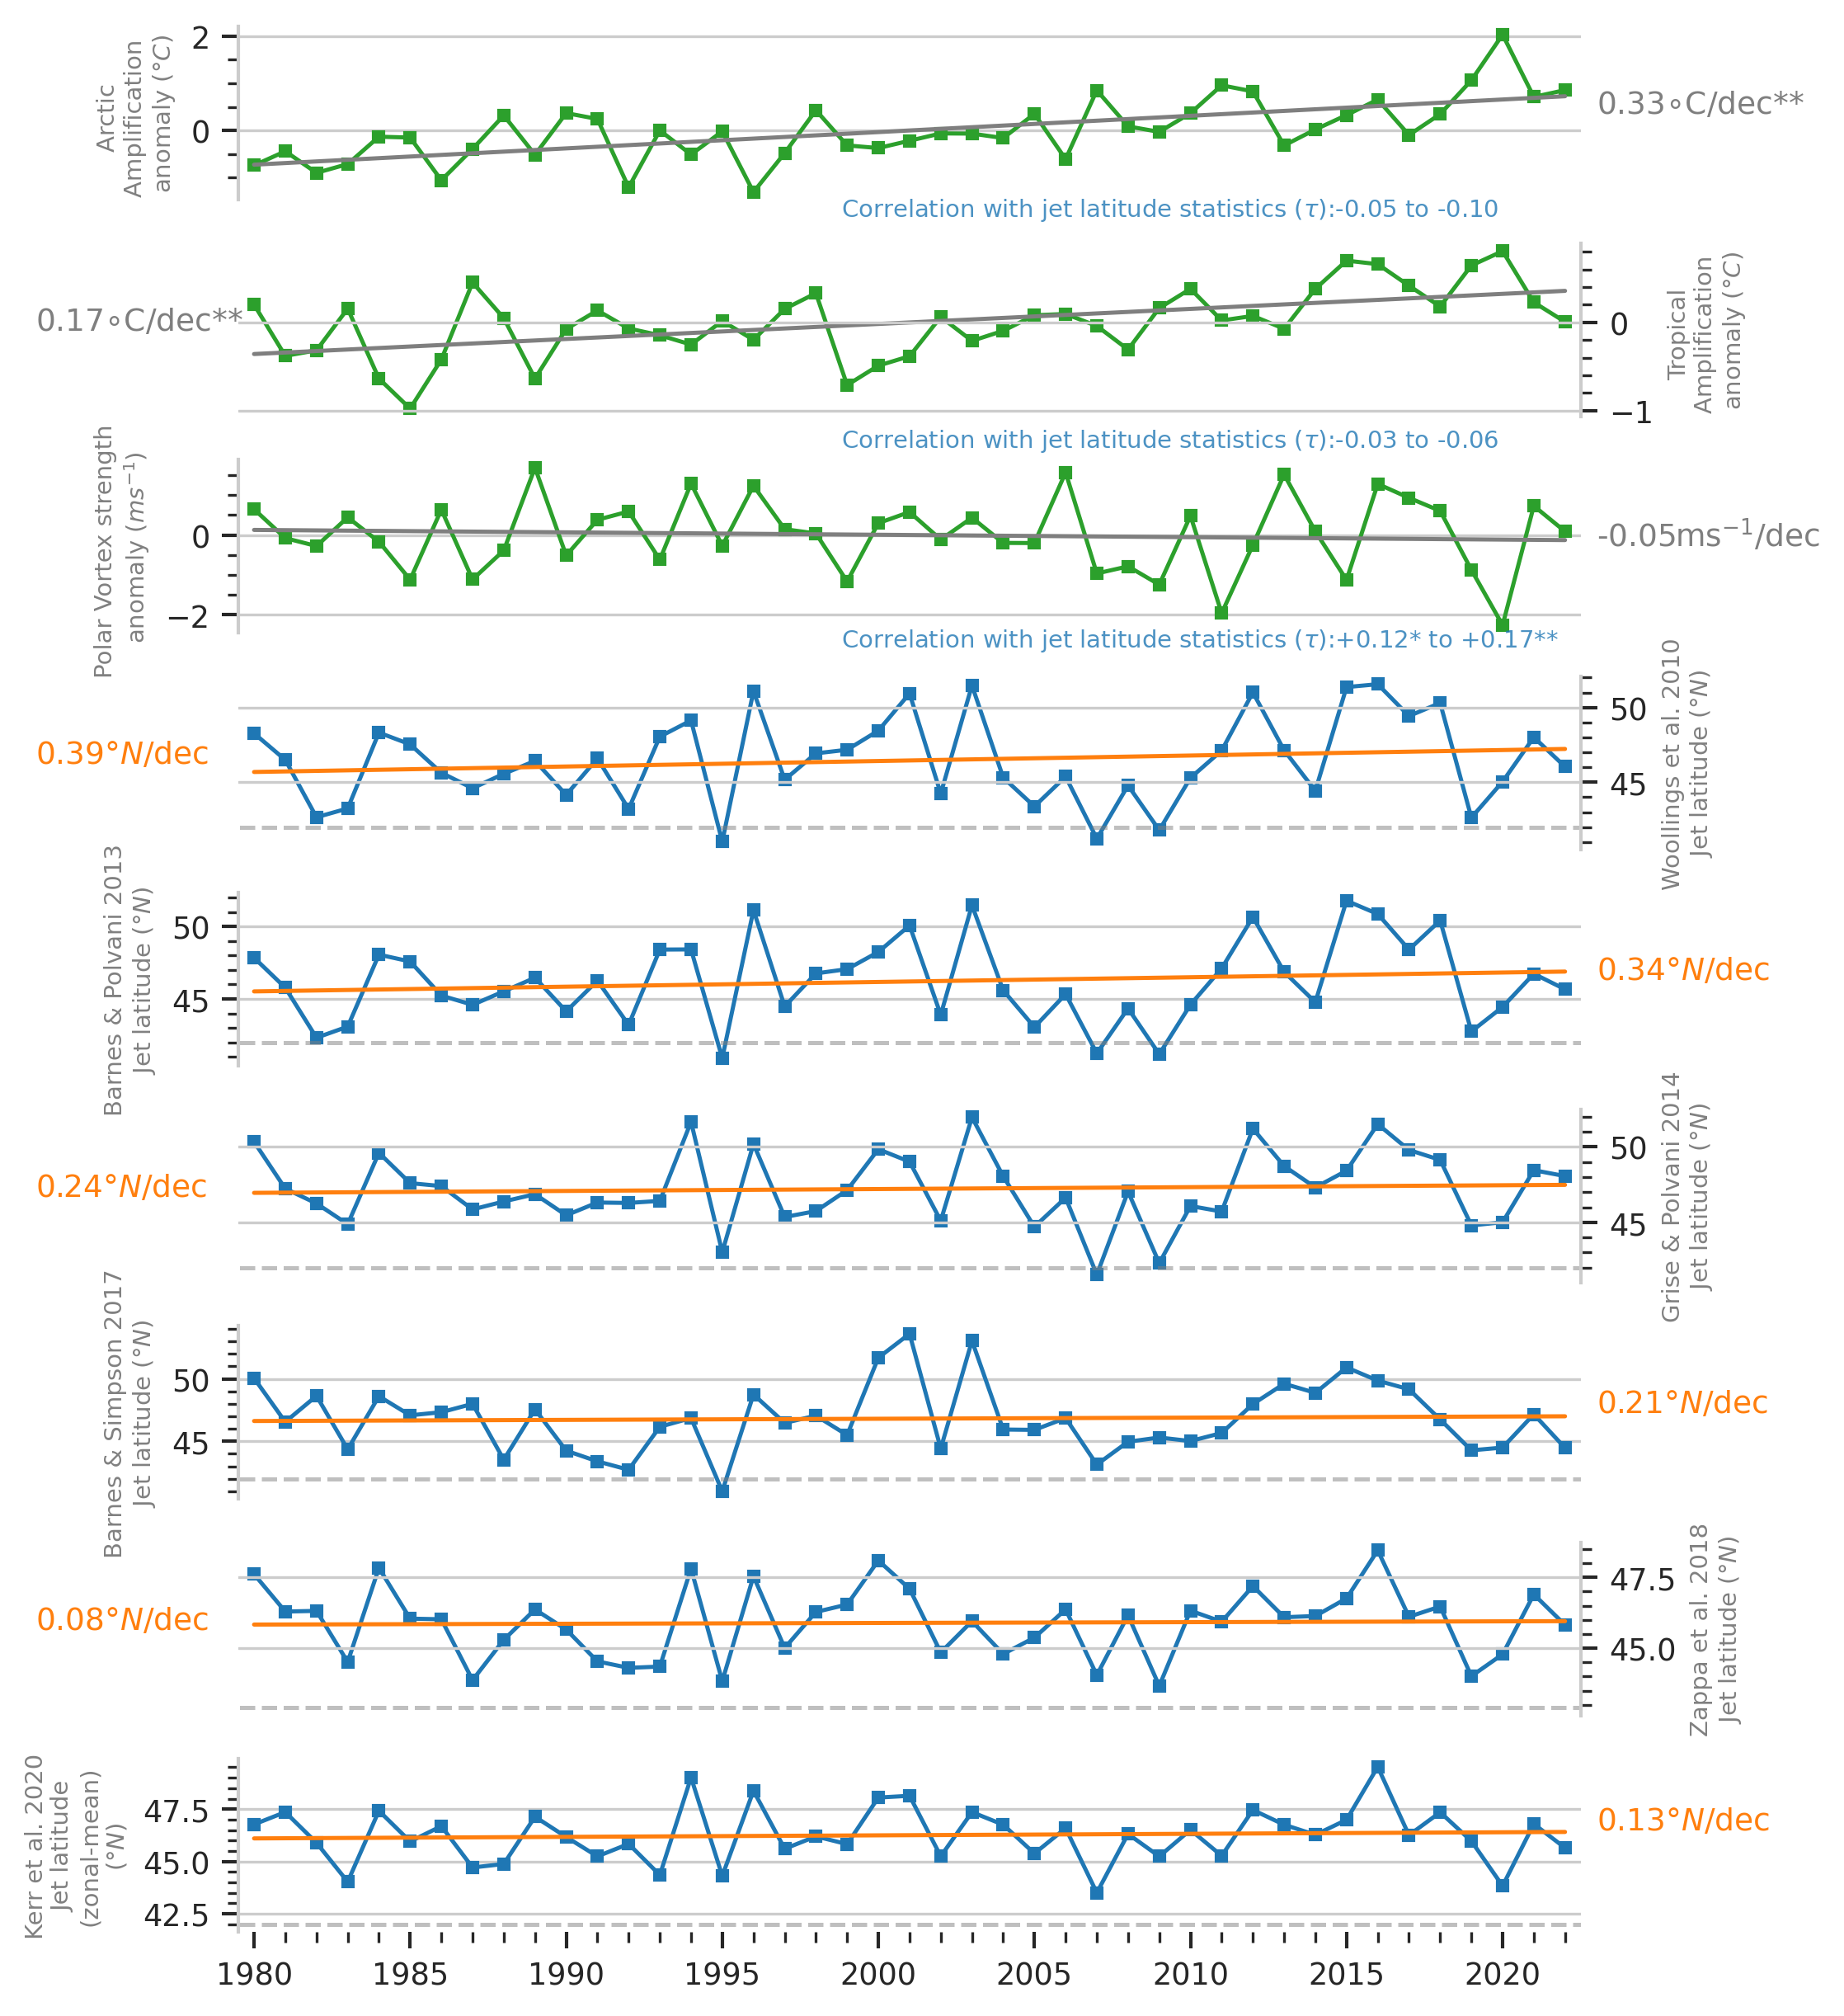 Arctic
Amplification
anomaly (°C)
2
0
0.33∘C/dec**
Correlation with jet latitude statistics (τ):-0.05 to -0.10
0.17∘C/dec**
0
−1
Tropical
Amplification
anomaly (°C)
Correlation with jet latitude statistics (τ):-0.03 to -0.06
Polar Vortex strength
anomaly (ms⁻¹)
0
−2
-0.05ms⁻¹/dec
Correlation with jet latitude statistics (τ):+0.12* to +0.17**
0.39°N/dec
50
45
Woollings et al. 2010
Jet latitude (°N)
Barnes & Polvani 2013
Jet latitude (°N)
50
45
0.34°N/dec
0.24°N/dec
50
45
Grise & Polvani 2014
Jet latitude (°N)
Barnes & Simpson 2017
Jet latitude (°N)
50
45
0.21°N/dec
0.08°N/dec
47.5
45.0
Zappa et al. 2018
Jet latitude (°N)
Kerr et al. 2020
Jet latitude
(zonal-mean)
(°N)
47.5
45.0
42.5
0.13°N/dec
1980 1985 1990 1995 2000 2005 2010 2015 2020